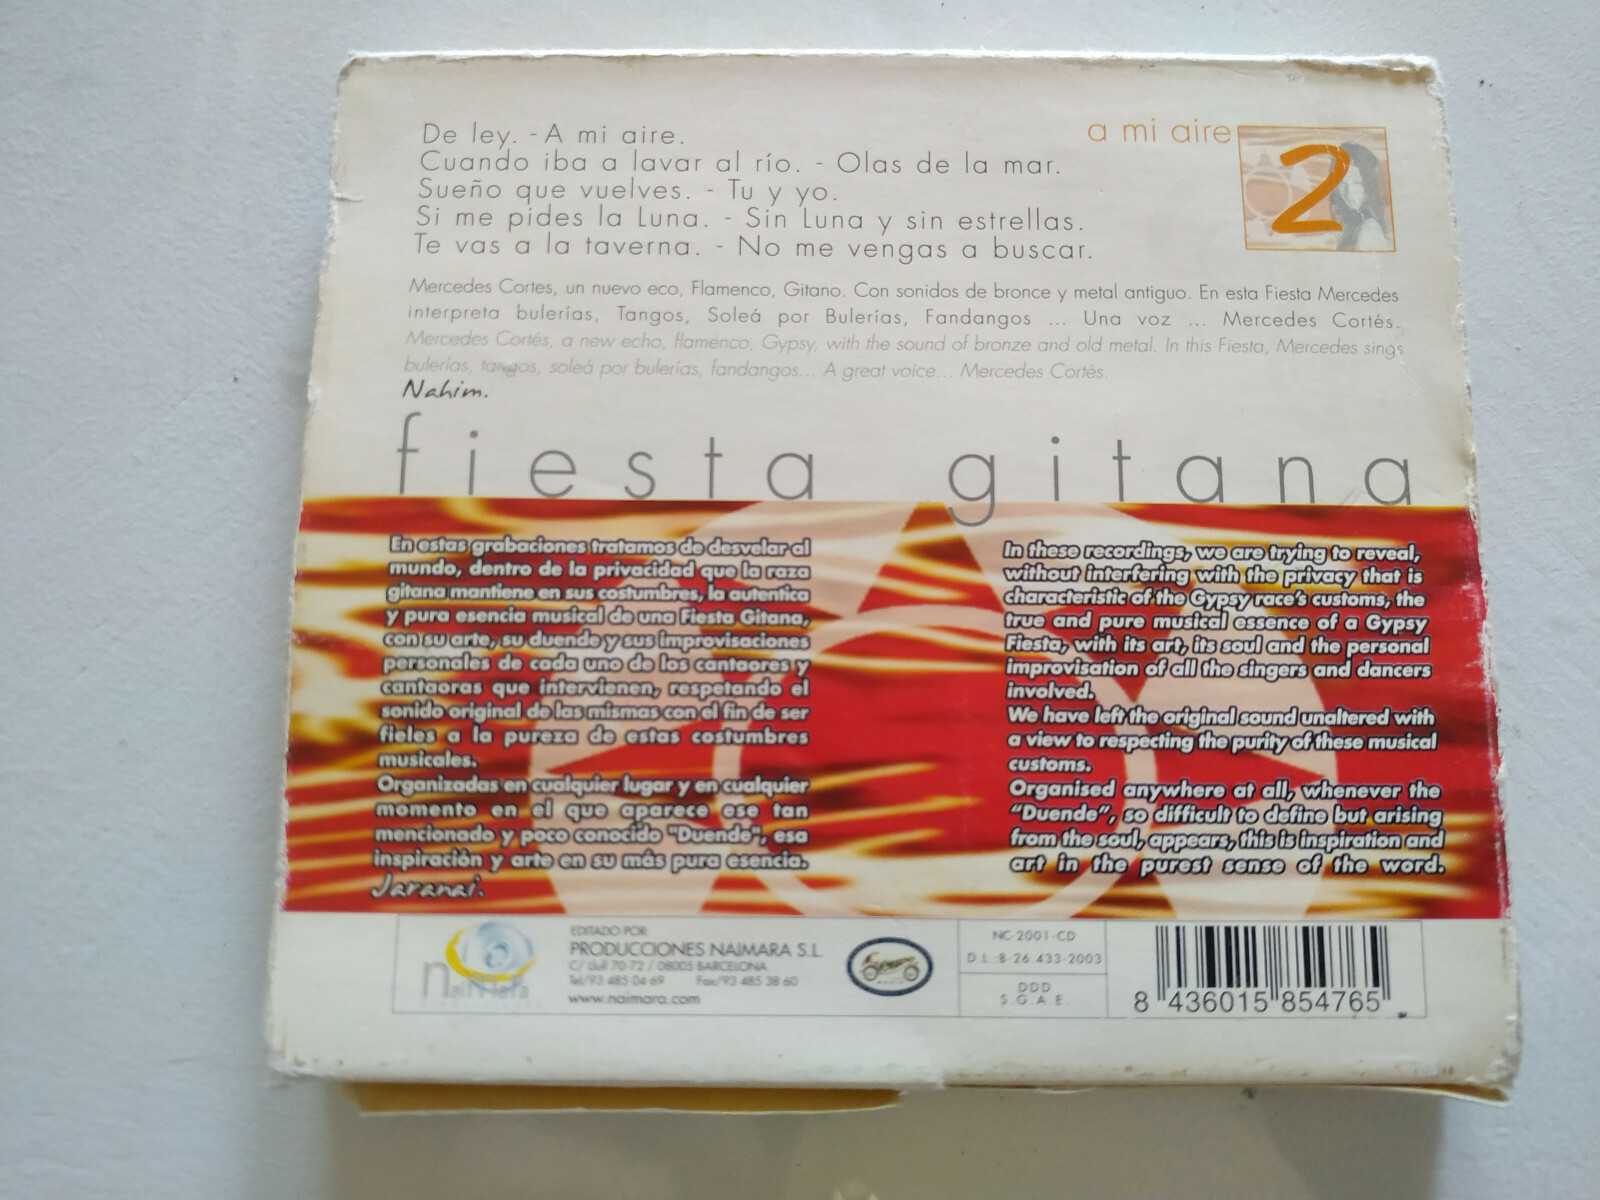 De ley. - A mi aire.
Cuando iba a lavar al río. - Olas de la mar.
Sueño que vuelves. - Tu y yo.
Si me pides la Luna. - Sin Luna y sin estrellas.
Te vas a la taverna. - No me vengas a buscar.
a mi aire
2
Mercedes Cortes, un nuevo eco, Flamenco, Gitano. Con sonidos de bronce y metal antiguo. En esta Fiesta Mercedes
interpreta bulerías, Tangos, Soleá por Bulerías, Fandangos ... Una voz ... Mercedes Cortés.
Mercedes Cortés, a new echo, flamenco, Gypsy, with the sound of bronze and old metal. In this Fiesta, Mercedes sings
bulerías, tangos, soleá por bulerías, fandangos... A great voice... Mercedes Cortés.
Nahim.
fiesta gitana
En estas grabaciones tratamos de desvelar al
mundo, dentro de la privacidad que la raza
gitana mantiene en sus costumbres, la autentica
y pura esencia musical de una Fiesta Gitana,
con su arte, su duende y sus improvisaciones
personales de cada uno de los cantaores y
cantaoras que intervienen, respetando el
sonido original de las mismas con el fin de ser
fieles a la pureza de estas costumbres
musicales.
Organizadas en cualquier lugar y en cualquier
momento en el que aparece ese tan
mencionado y poco conocido "Duende", esa
inspiración y arte en su más pura esencia.
Jaranai.
In these recordings, we are trying to reveal,
without interfering with the privacy that is
characteristic of the Gypsy race's customs, the
true and pure musical essence of a Gypsy
Fiesta, with its art, its soul and the personal
improvisation of all the singers and dancers
involved.
We have left the original sound unaltered with
a view to respecting the purity of these musical
customs.
Organised anywhere at all, whenever the
"Duende", so difficult to define but arising
from the soul, appears, this is inspiration and
art in the purest sense of the word.
naimara
EDITADO POR:
PRODUCCIONES NAIMARA S.L.
C/ Llull 70-72 / 08005 BARCELONA
Tel/93 485 04 69 Fax/93 485 38 60
www.naimara.com
NC-2001-CD
D.L. B-26.433-2003
DDD
S.G.A.E.
8 436015 854765